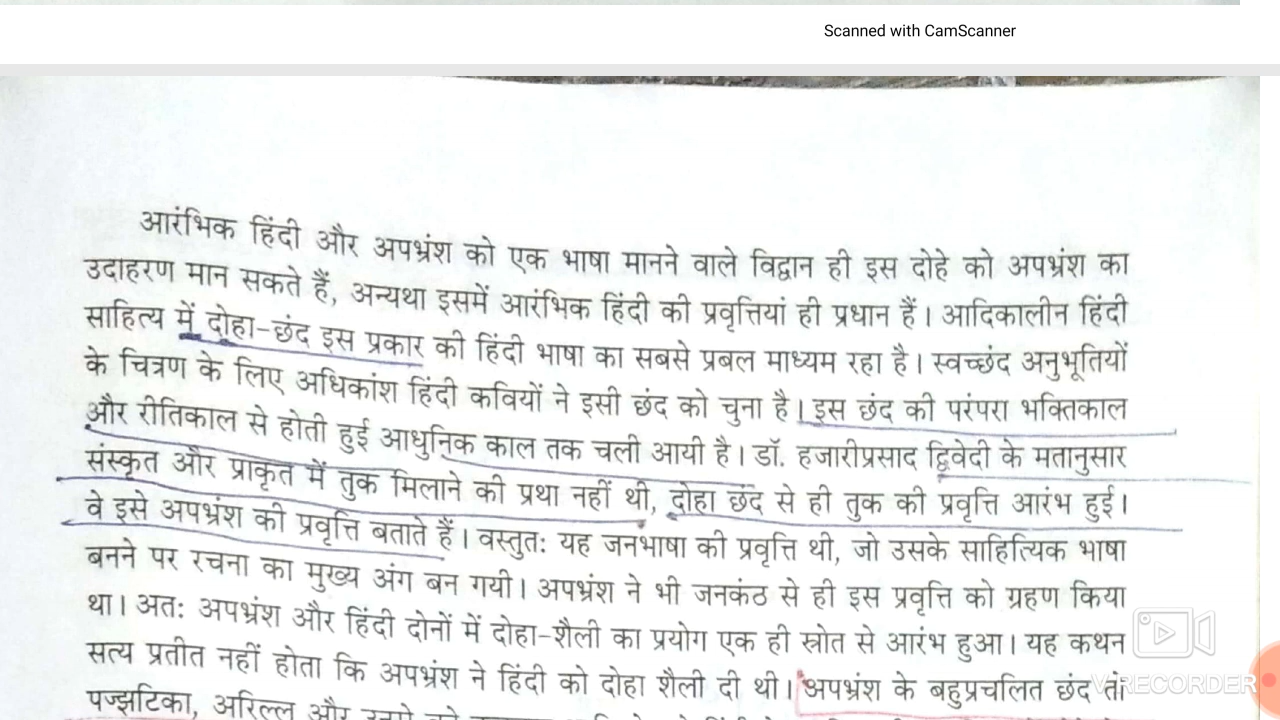 Scanned with CamScanner
आरंभिक हिंदी और अपभ्रंश को एक भाषा मानने वाले विद्वान ही इस दोहे को अपभ्रंश का
उदाहरण मान सकते हैं, अन्यथा इसमें आरंभिक हिंदी की प्रवृत्तियां ही प्रधान हैं। आदिकालीन हिंदी
साहित्य में दोहा-छंद इस प्रकार की हिंदी भाषा का सबसे प्रबल माध्यम रहा है। स्वच्छंद अनुभूतियों
के चित्रण के लिए अधिकांश हिंदी कवियों ने इसी छंद को चुना है। इस छंद की परंपरा भक्तिकाल
और रीतिकाल से होती हुई आधुनिक काल तक चली आयी है। डॉ. हजारीप्रसाद द्विवेदी के मतानुसार
संस्कृत और प्राकृत में तुक मिलाने की प्रथा नहीं थी, दोहा छंद से ही तुक की प्रवृत्ति आरंभ हुई।
वे इसे अपभ्रंश की प्रवृत्ति बताते हैं। वस्तुतः यह जनभाषा की प्रवृत्ति थी, जो उसके साहित्यिक भाषा
बनने पर रचना का मुख्य अंग बन गयी। अपभ्रंश ने भी जनकंठ से ही इस प्रवृत्ति को ग्रहण किया
था। अतः अपभ्रंश और हिंदी दोनों में दोहा-शैली का प्रयोग एक ही स्रोत से आरंभ हुआ। यह कथन
सत्य प्रतीत नहीं होता कि अपभ्रंश ने हिंदी को दोहा शैली दी थी। अपभ्रंश के बहुप्रचलित छंद तो
पज्झटिका, अरिल्ल और
VIRECORDER